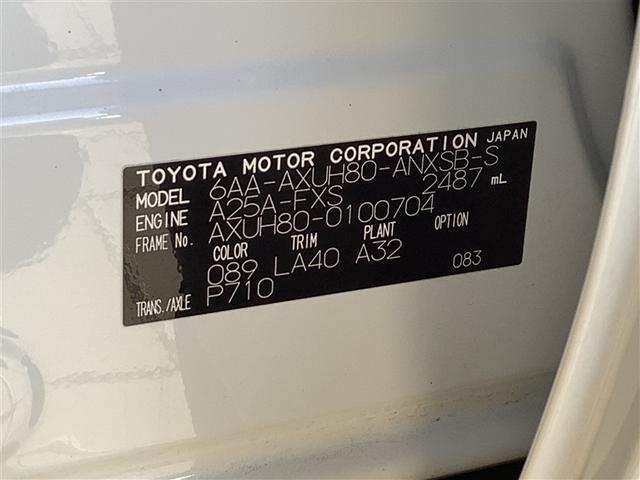 TOYOTA MOTOR CORPORATION JAPAN
MODEL 6AA-AXUH80-ANXSB-S
ENGINE A25A-FXS 2487 mL
FRAME No. AXUH80-0100704
COLOR TRIM PLANT OPTION
089 LA40 A32 083
TRANS./AXLE P710